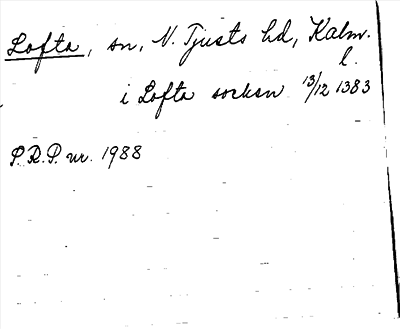 Lofta, sn, N. Tjusts hd, Kalm.
l.
i Lofta socken 13/12 1383
P.R.P. nr. 1988